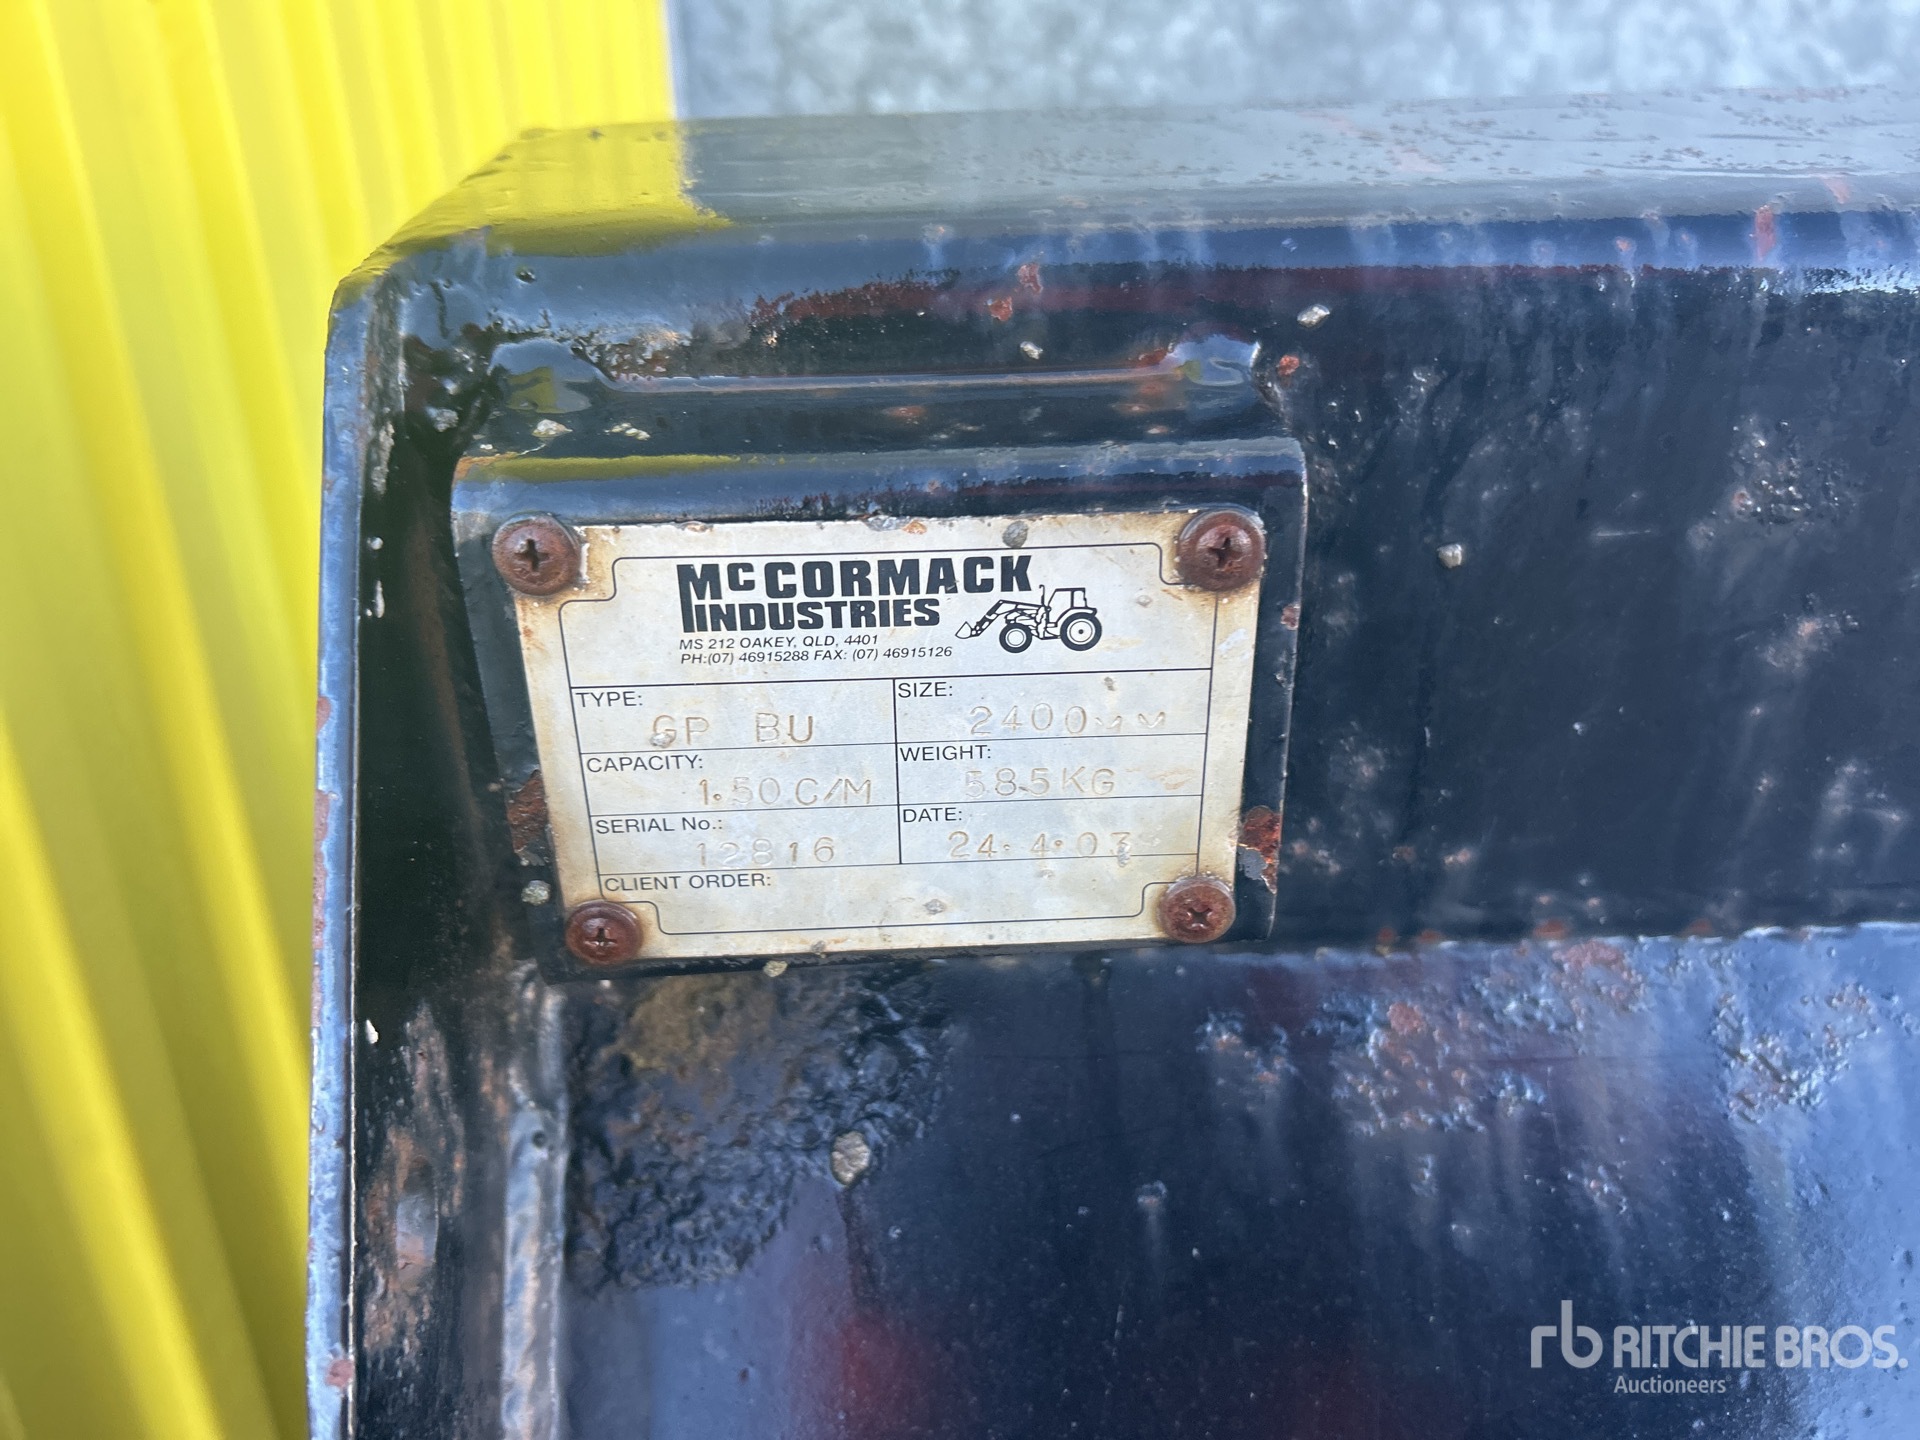 McCORMACK
INDUSTRIES
MS 212 OAKEY, QLD, 4401
PH:(07) 46915288 FAX: (07) 46915126
TYPE: GP BU
SIZE: 2400mm
CAPACITY: 1.50 C/M
WEIGHT: 585KG
SERIAL No.: 12816
DATE: 24.4.03
CLIENT ORDER:
rb RITCHIE BROS.
Auctioneers